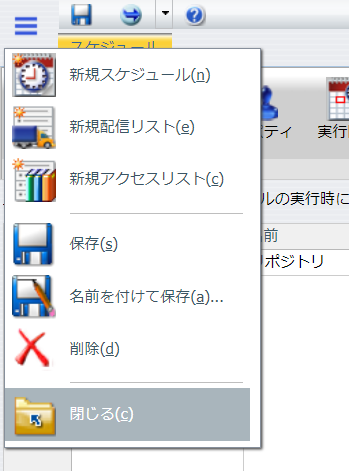 スケジュール
新規スケジュール(n)
新規配信リスト(e)
ティ
実行
新規アクセスリスト(c)
ルの実行時に
保存(s)
名前
リポジトリ
名前を付けて保存(a)...
削除(d)
閉じる(c)